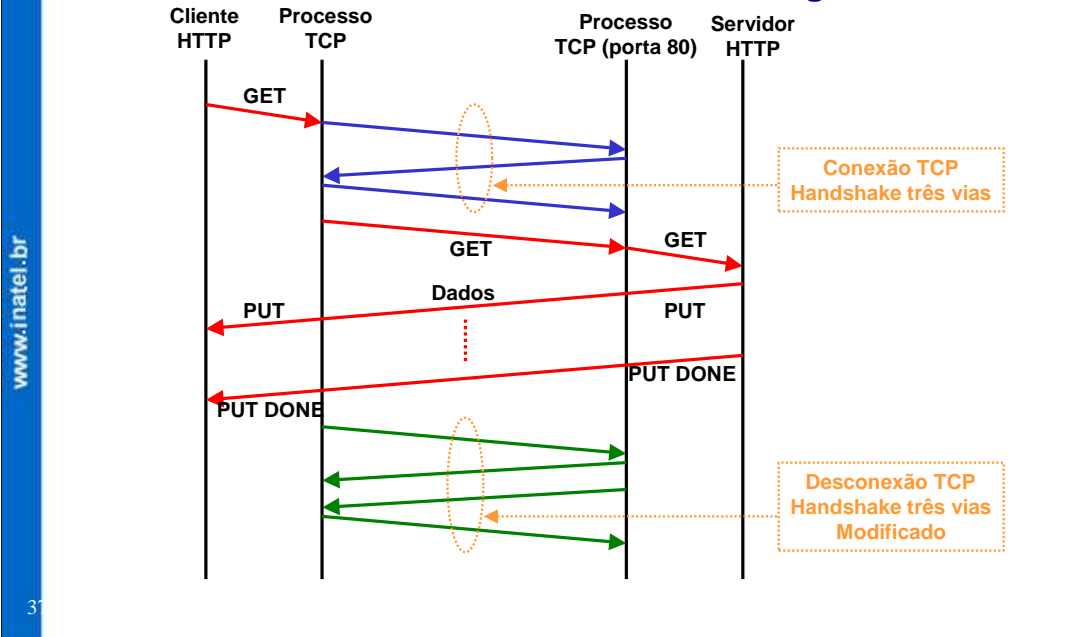 Cliente
HTTP
Processo
TCP
Processo
TCP (porta 80)
Servidor
HTTP
GET
Conexão TCP
Handshake três vias
GET
GET
Dados
PUT
PUT
PUT DONE
PUT DONE
Desconexão TCP
Handshake três vias
Modificado
www.inatel.br
37